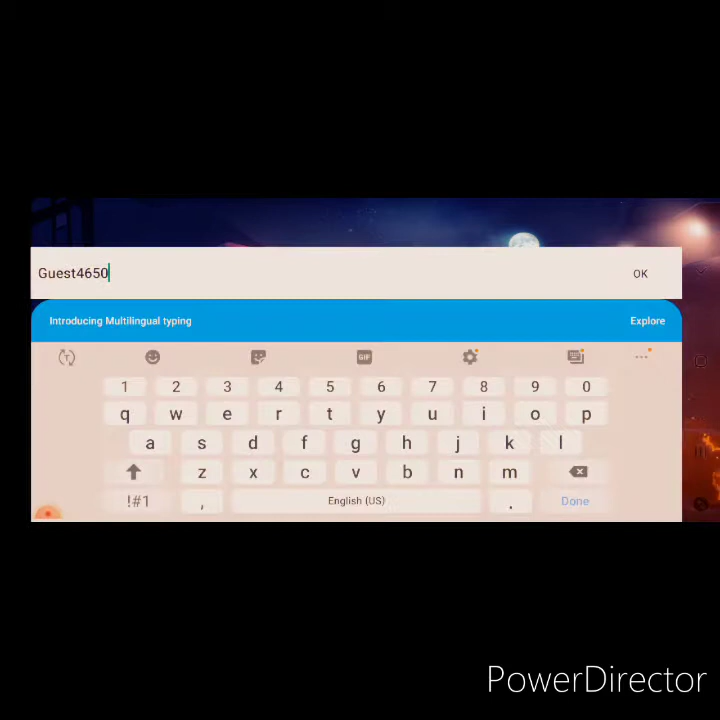 Guest4650 OK
Introducing Multilingual typing Explore
GIF
1 2 3 4 5 6 7 8 9 0
q w e r t y u i o p
a s d f g h j k l
z x c v b n m
!#1 , English (US) . Done
PowerDirector